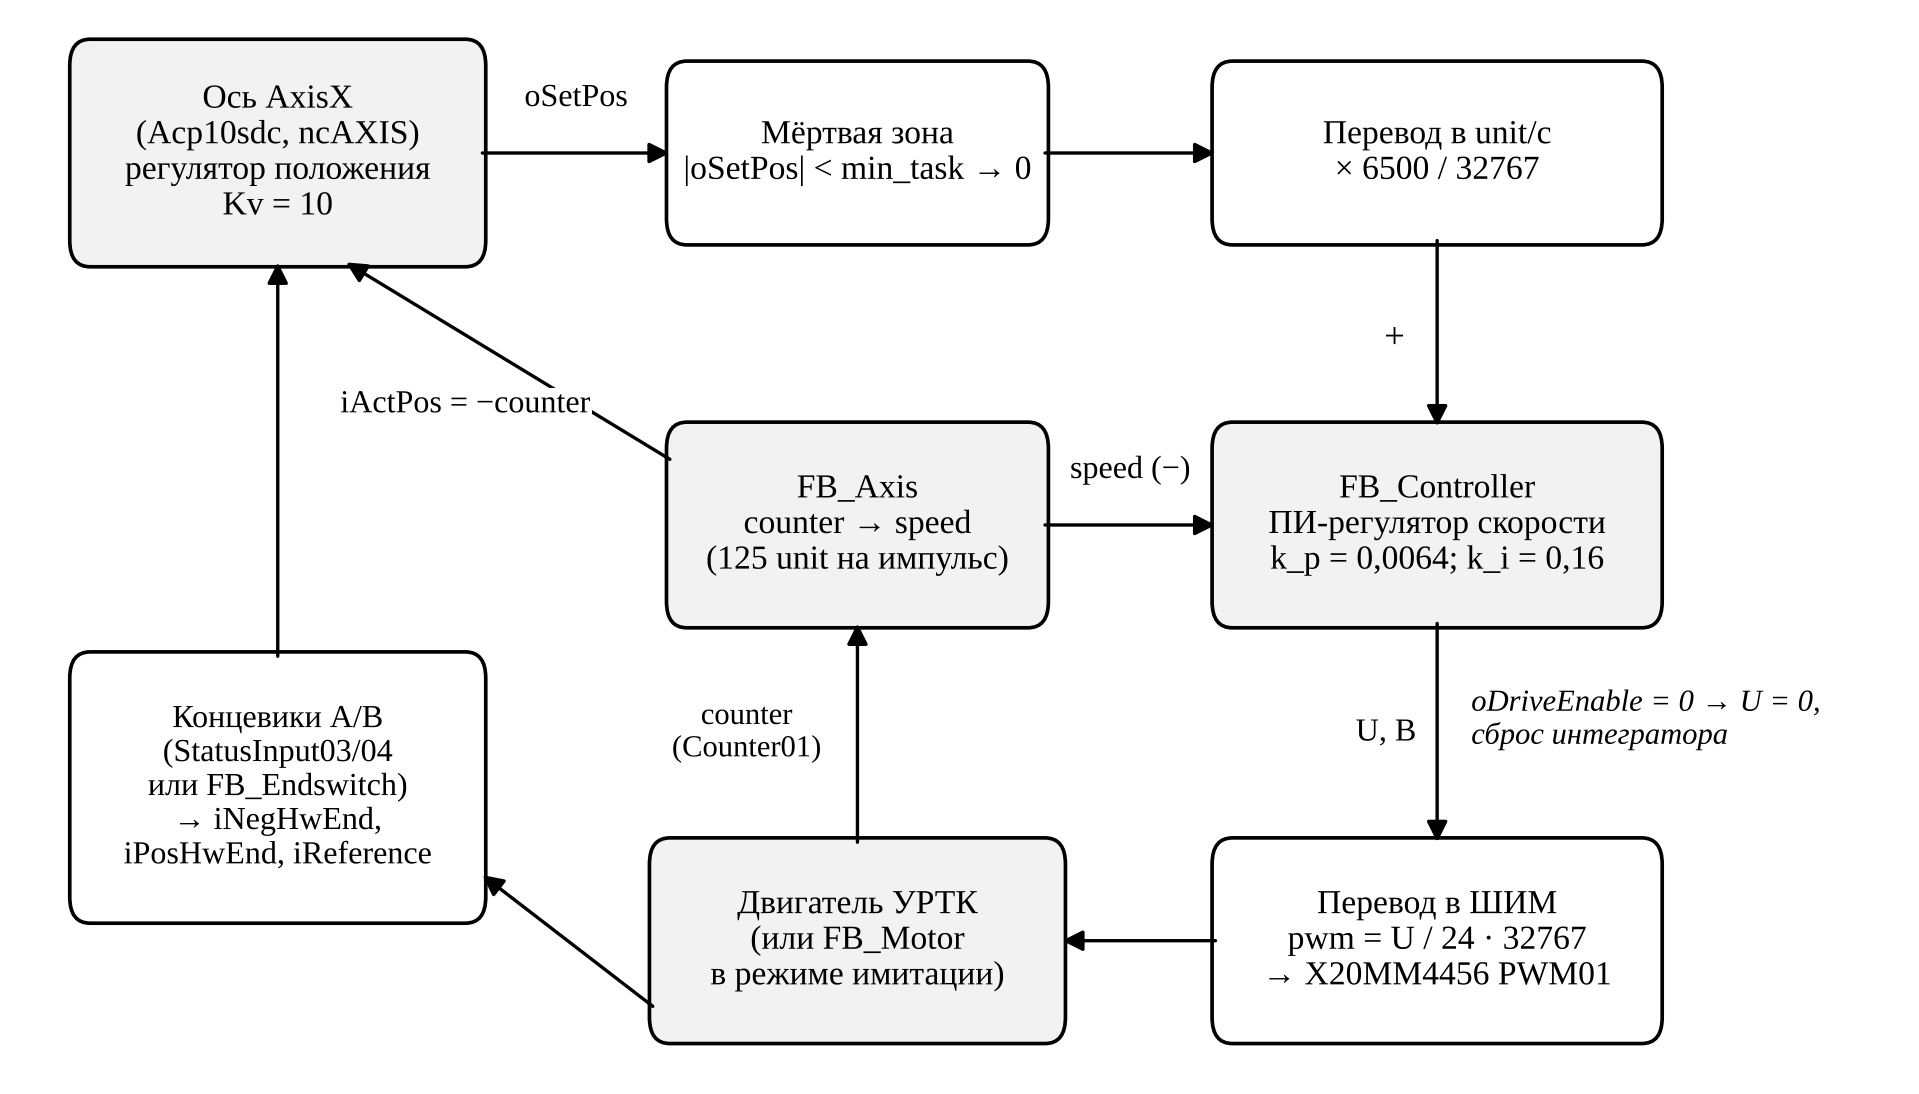 Ось AxisX
(Acp10sdc, ncAXIS)
регулятор положения
Kv = 10
oSetPos
Мёртвая зона
|oSetPos| < min_task → 0
Перевод в unit/с
× 6500 / 32767
+
iActPos = −counter
FB_Axis
counter → speed
(125 unit на импульс)
speed (−)
FB_Controller
ПИ-регулятор скорости
k_p = 0,0064; k_i = 0,16
Концевики A/B
(StatusInput03/04
или FB_Endswitch)
→ iNegHwEnd,
iPosHwEnd, iReference
counter
(Counter01)
U, B
oDriveEnable = 0 → U = 0,
сброс интегратора
Двигатель УРТК
(или FB_Motor
в режиме имитации)
Перевод в ШИМ
pwm = U / 24 · 32767
→ X20MM4456 PWM01